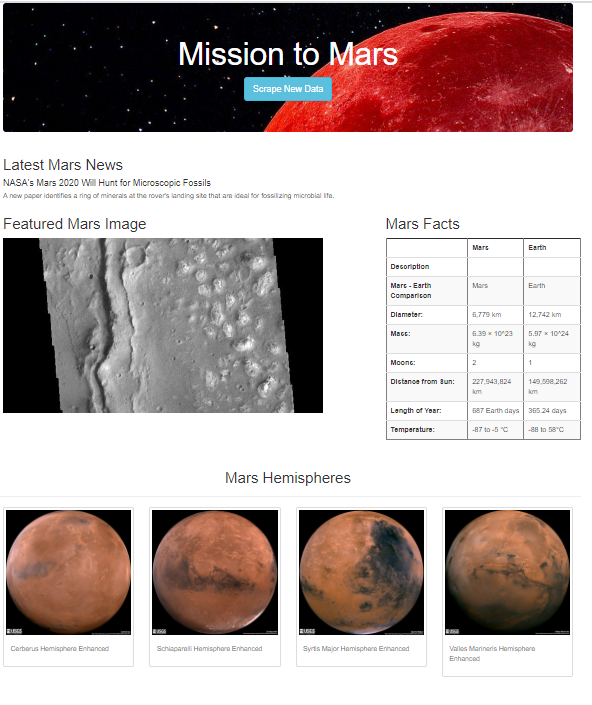 Mission to Mars
Scrape New Data
Latest Mars News
NASA's Mars 2020 Will Hunt for Microscopic Fossils
A new paper identifies a ring of minerals at the rover's landing site that are ideal for fossilizing microbial life.
Featured Mars Image
Mars Facts
Mars Earth
Description
Mars - Earth Mars Earth
Comparison
Diameter: 6,779 km 12,742 km
Mass: 6.39 × 10^23 5.97 × 10^24
kg kg
Moons: 2 1
Distance from Sun: 227,943,824 149,598,262
km km
Length of Year: 687 Earth days 365.24 days
Temperature: -87 to -5 °C -88 to 58°C
Mars Hemispheres
USGS USGS USGS USGS
Cerberus Hemisphere Enhanced Schiaparelli Hemisphere Enhanced Syrtis Major Hemisphere Enhanced Valles Marineris Hemisphere
Enhanced